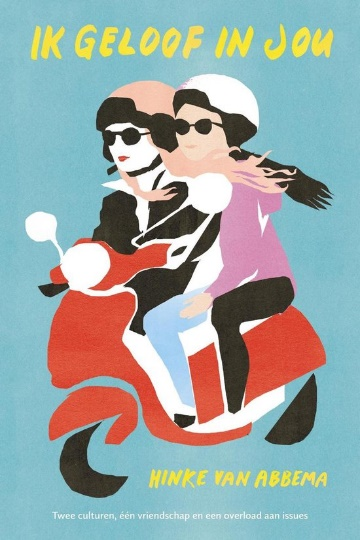 IK GELOOF IN JOU
HINKE VAN ABBEMA
Twee culturen, één vriendschap en een overload aan issues